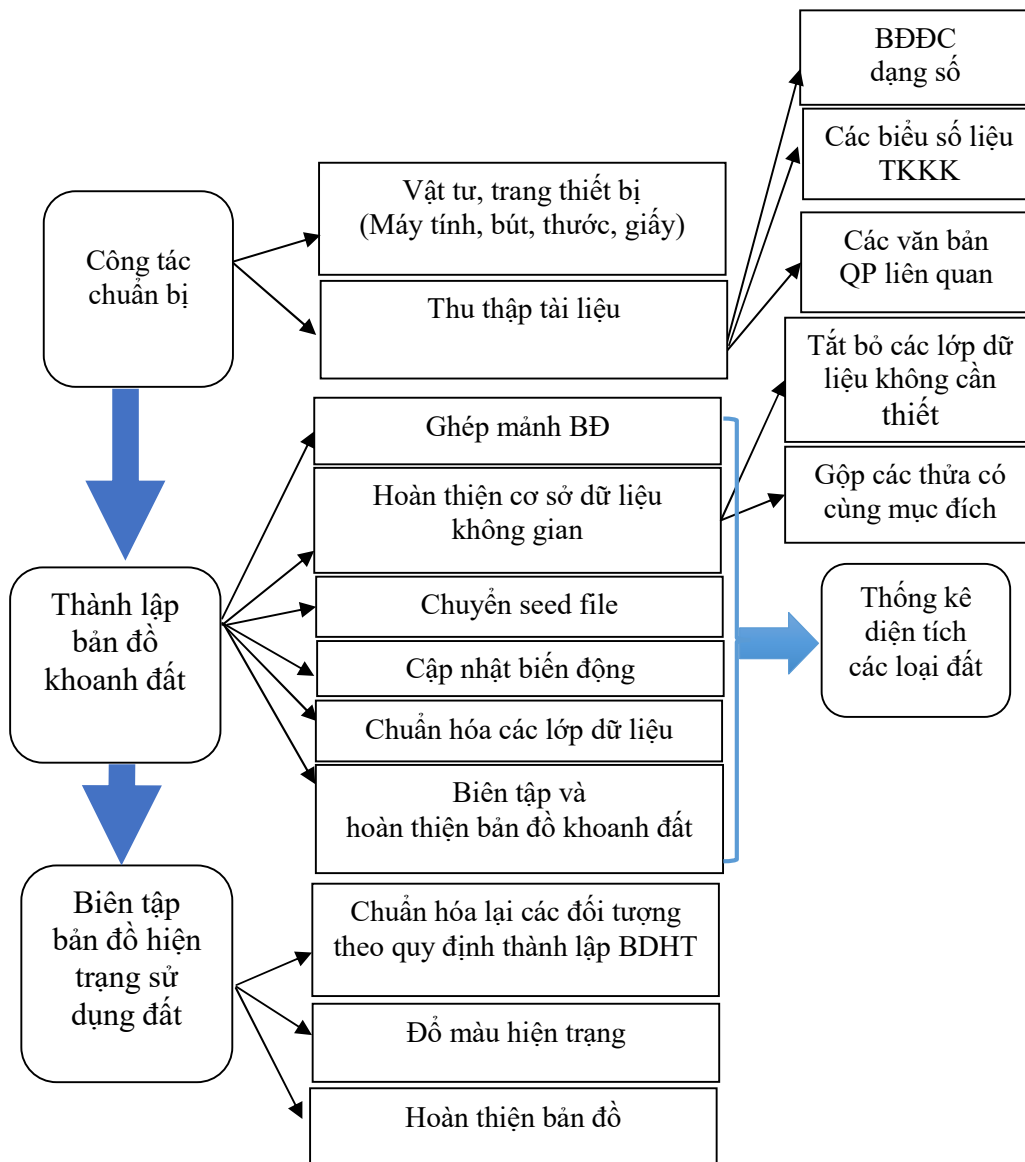 BĐĐC
dạng số
Các biểu số liệu
TKKK
Vật tư, trang thiết bị
(Máy tính, bút, thước, giấy)
Công tác
chuẩn bị
Các văn bản
QP liên quan
Thu thập tài liệu
Tắt bỏ các lớp dữ
liệu không cần
thiết
Ghép mảnh BĐ
Hoàn thiện cơ sở dữ liệu
không gian
Gộp các thửa có
cùng mục đích
Thành lập
bản đồ
khoanh đất
Chuyển seed file
Thống kê
diện tích
các loại đất
Cập nhật biến động
Chuẩn hóa các lớp dữ liệu
Biên tập và
hoàn thiện bản đồ khoanh đất
Biên tập
bản đồ hiện
trạng sử
dụng đất
Chuẩn hóa lại các đối tượng
theo quy định thành lập BDHT
Đổ màu hiện trạng
Hoàn thiện bản đồ